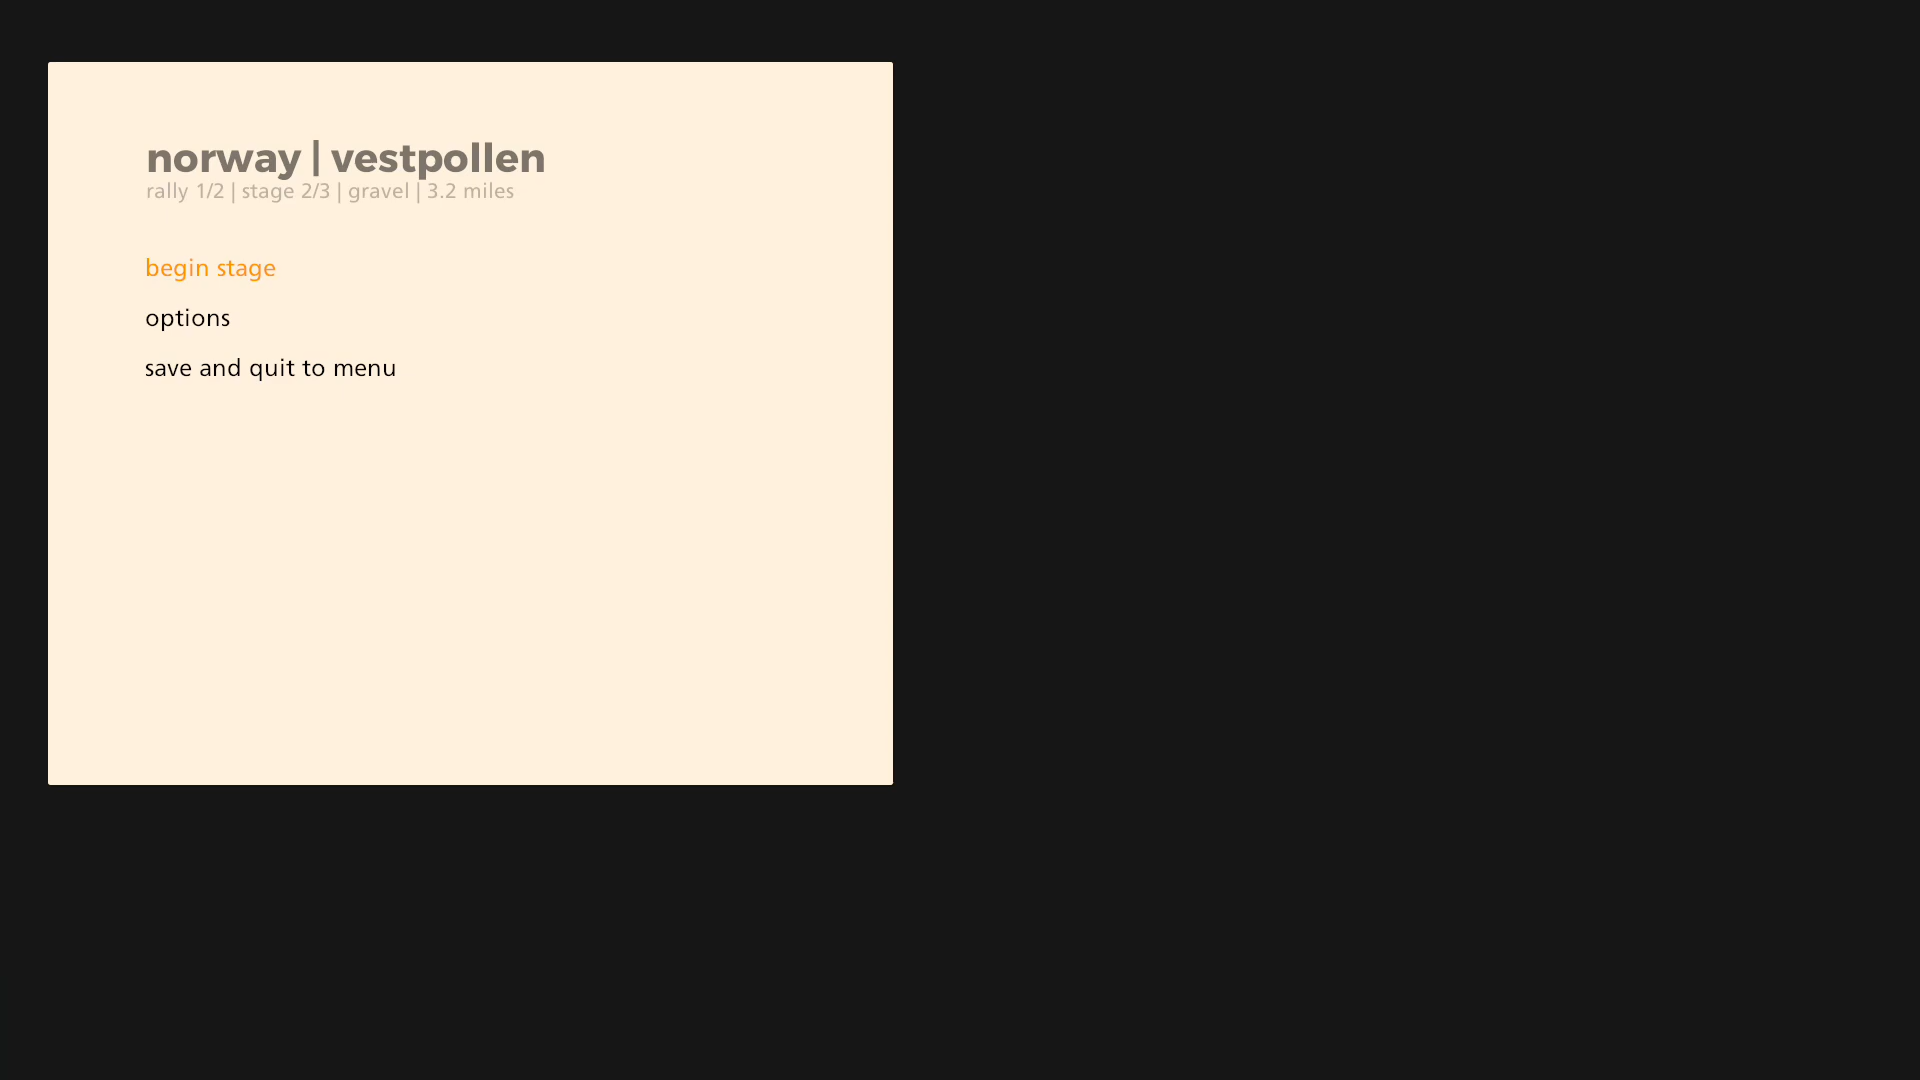 norway | vestpollen
rally 1/2 | stage 2/3 | gravel | 3.2 miles
begin stage
options
save and quit to menu